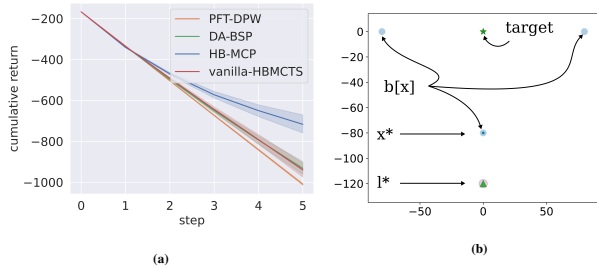 −200
−400
−600
−800
−1000
cumulative return
0 1 2 3 4 5
step
PFT-DPW
DA-BSP
HB-MCP
vanilla-HBMCTS
(a)
0
−20
−40
−60
−80
−100
−120
−50 0 50
target
b[x]
x*
l*
(b)